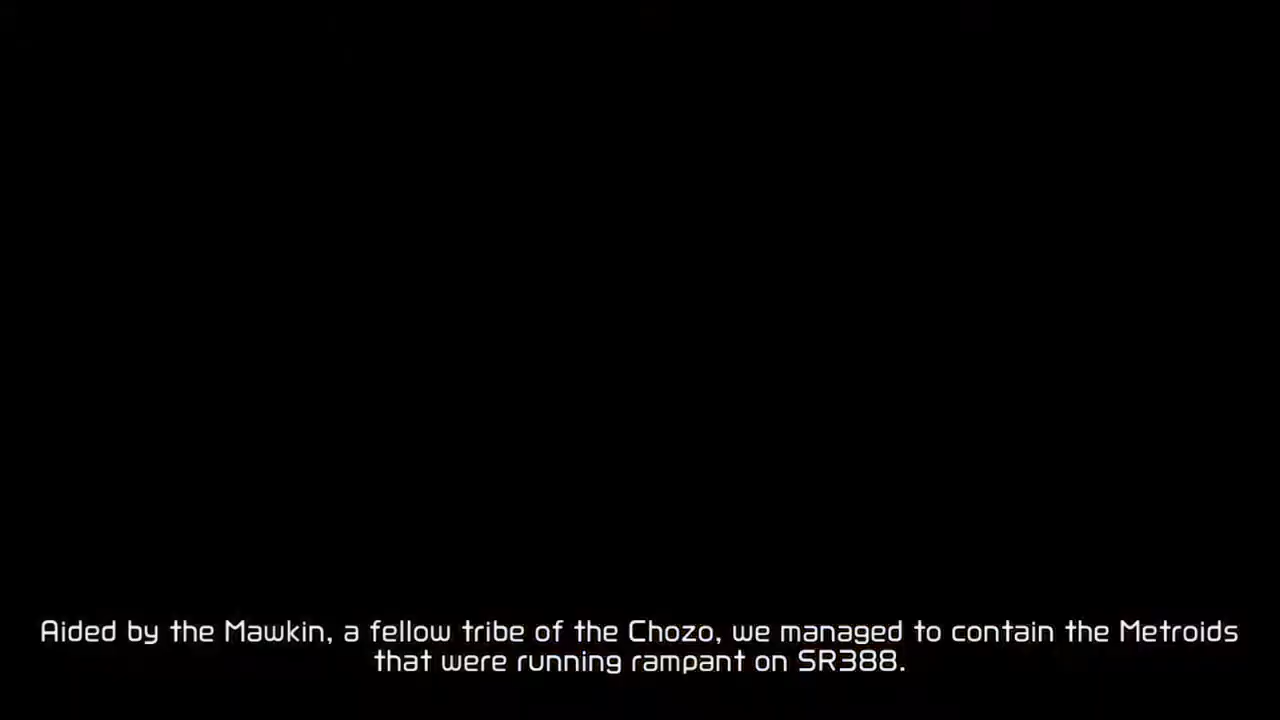 Aided by the Mawkin, a fellow tribe of the Chozo, we managed to contain the Metroids
that were running rampant on SR388.